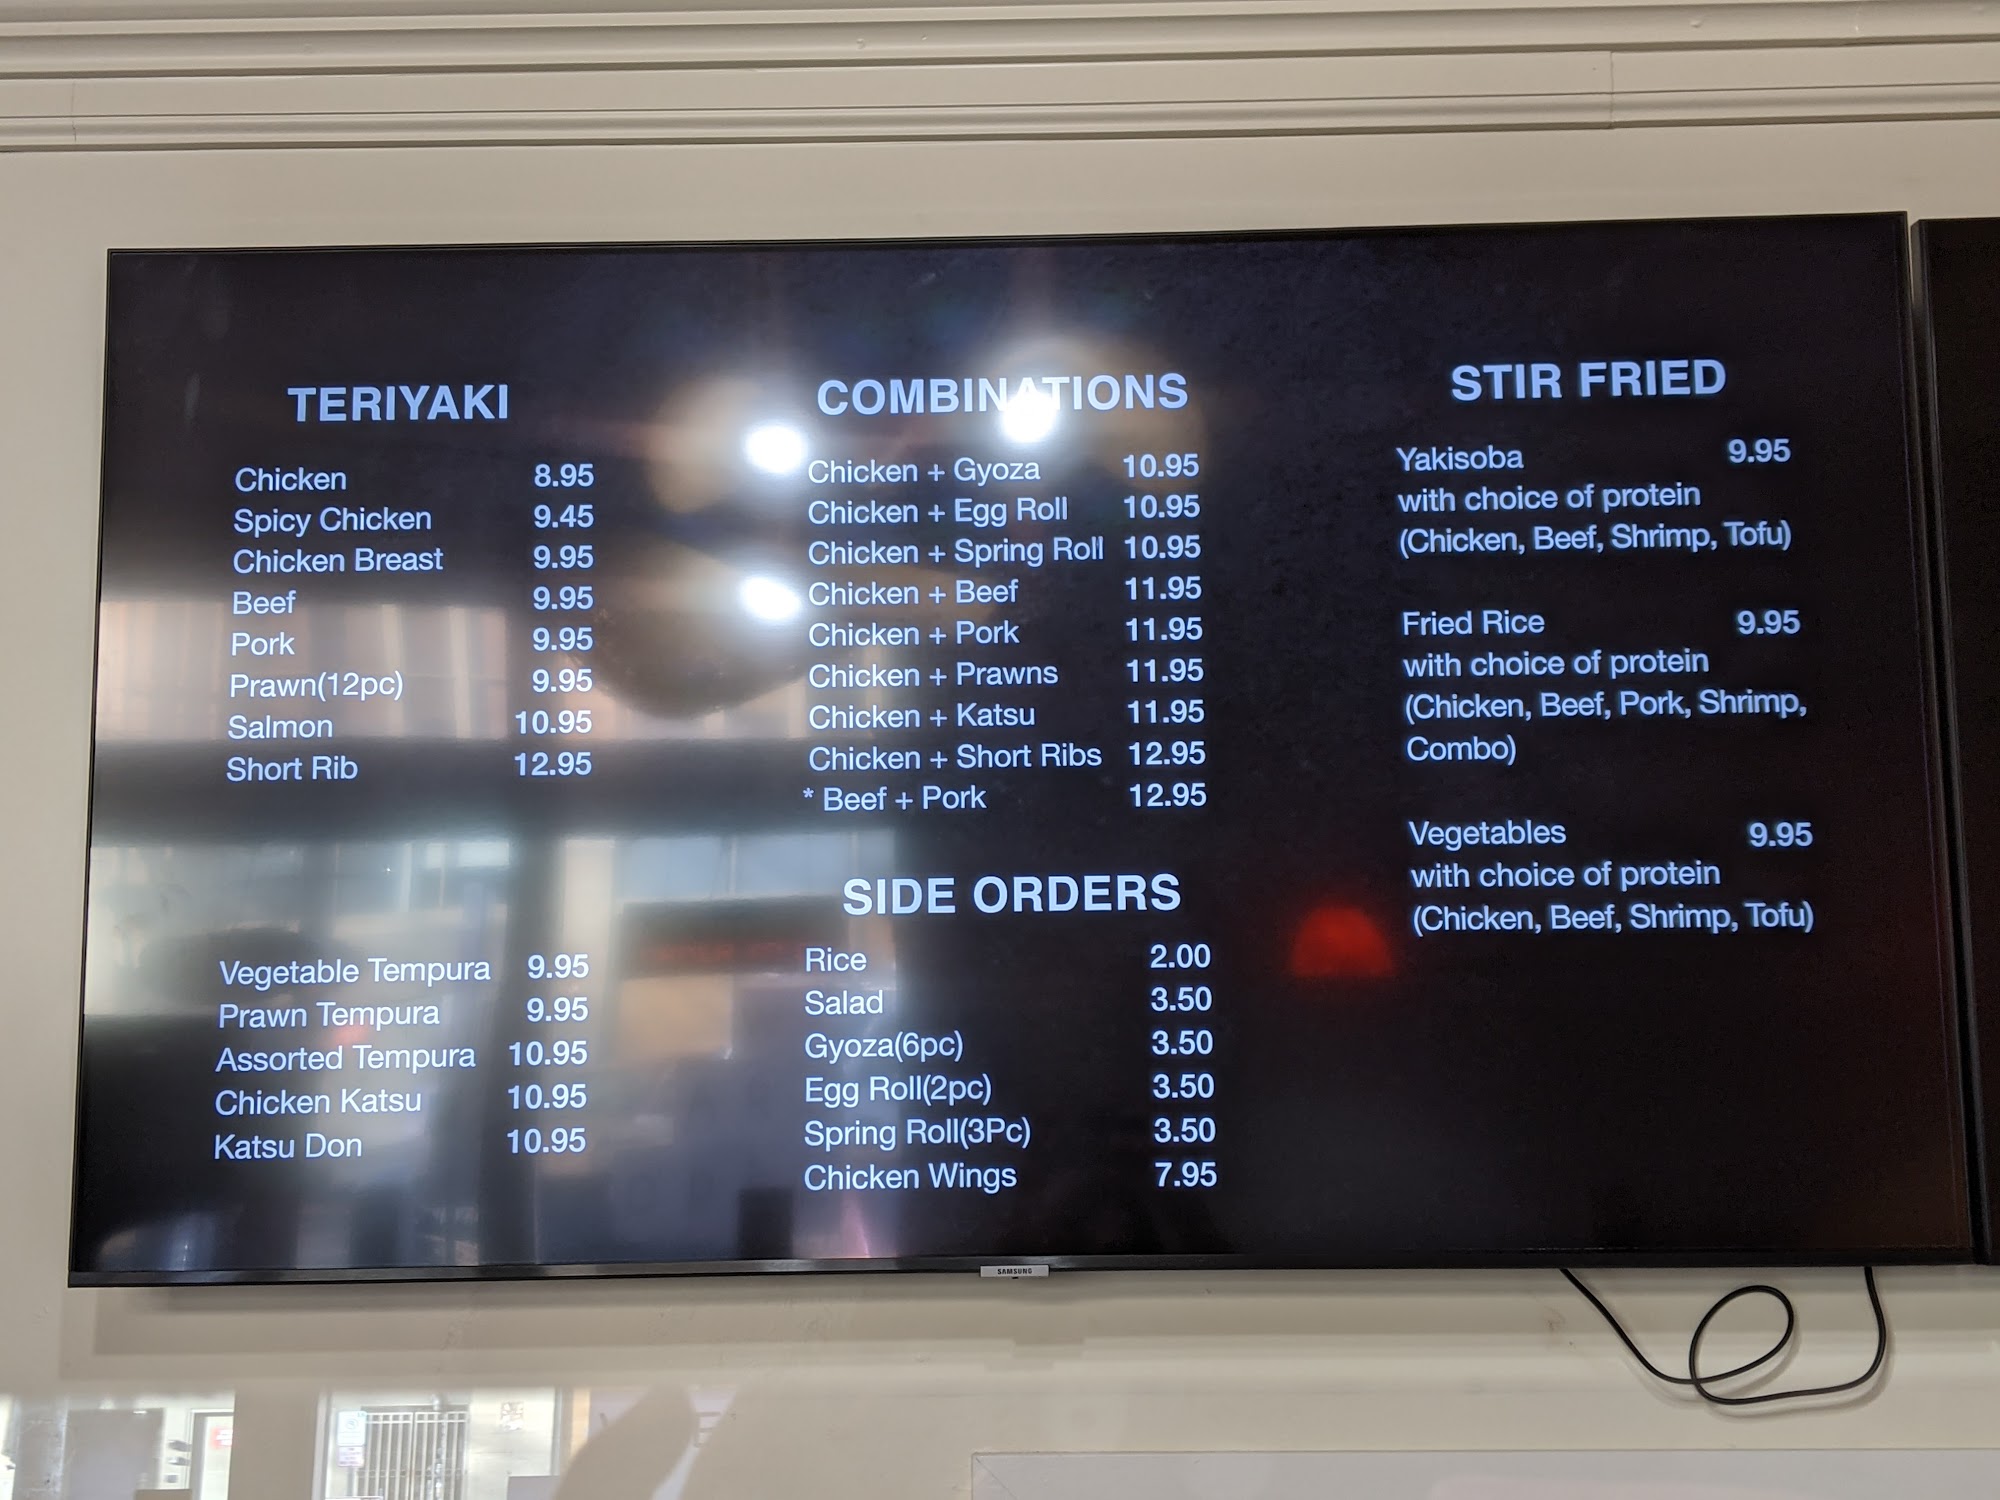 TERIYAKI
Chicken 8.95
Spicy Chicken 9.45
Chicken Breast 9.95
Beef 9.95
Pork 9.95
Prawn(12pc) 9.95
Salmon 10.95
Short Rib 12.95
Vegetable Tempura 9.95
Prawn Tempura 9.95
Assorted Tempura 10.95
Chicken Katsu 10.95
Katsu Don 10.95
COMBINATIONS
Chicken + Gyoza 10.95
Chicken + Egg Roll 10.95
Chicken + Spring Roll 10.95
Chicken + Beef 11.95
Chicken + Pork 11.95
Chicken + Prawns 11.95
Chicken + Katsu 11.95
Chicken + Short Ribs 12.95
* Beef + Pork 12.95
SIDE ORDERS
Rice 2.00
Salad 3.50
Gyoza(6pc) 3.50
Egg Roll(2pc) 3.50
Spring Roll(3Pc) 3.50
Chicken Wings 7.95
STIR FRIED
Yakisoba 9.95
with choice of protein
(Chicken, Beef, Shrimp, Tofu)
Fried Rice 9.95
with choice of protein
(Chicken, Beef, Pork, Shrimp,
Combo)
Vegetables 9.95
with choice of protein
(Chicken, Beef, Shrimp, Tofu)
SAMSUNG